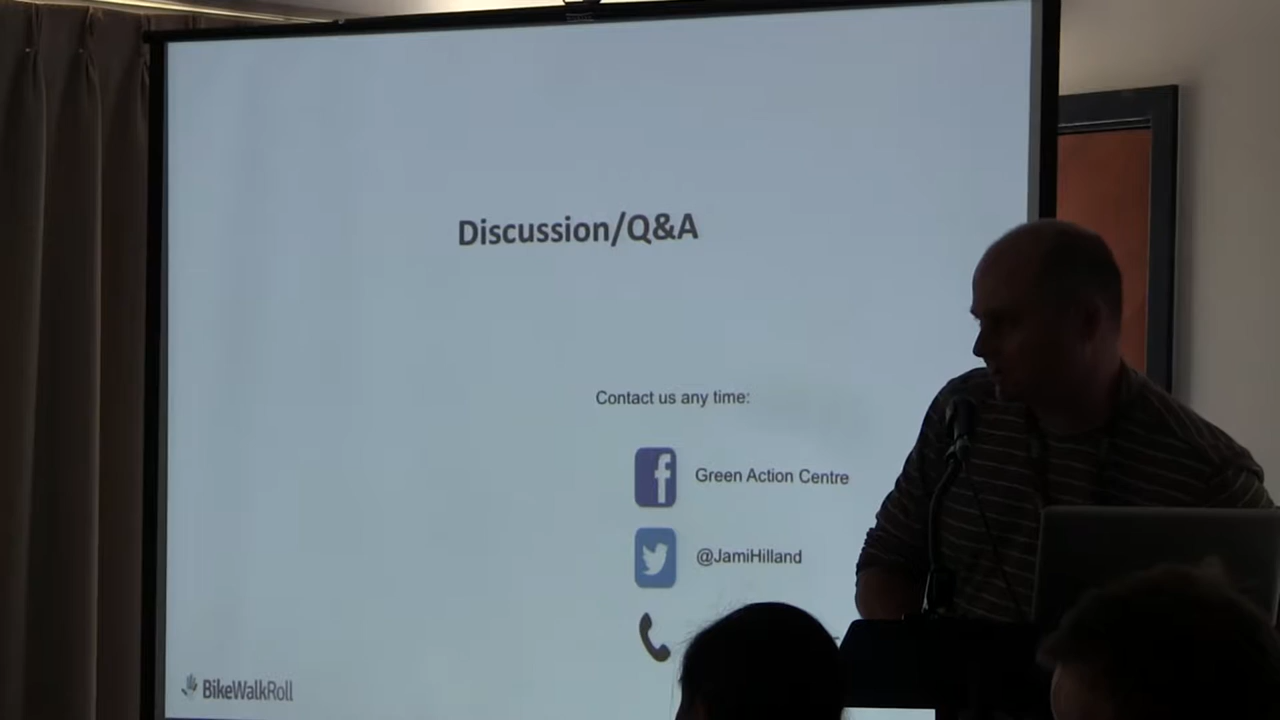 Discussion/Q&A
Contact us any time:
Green Action Centre
@JamiHilland
BikeWalkRoll